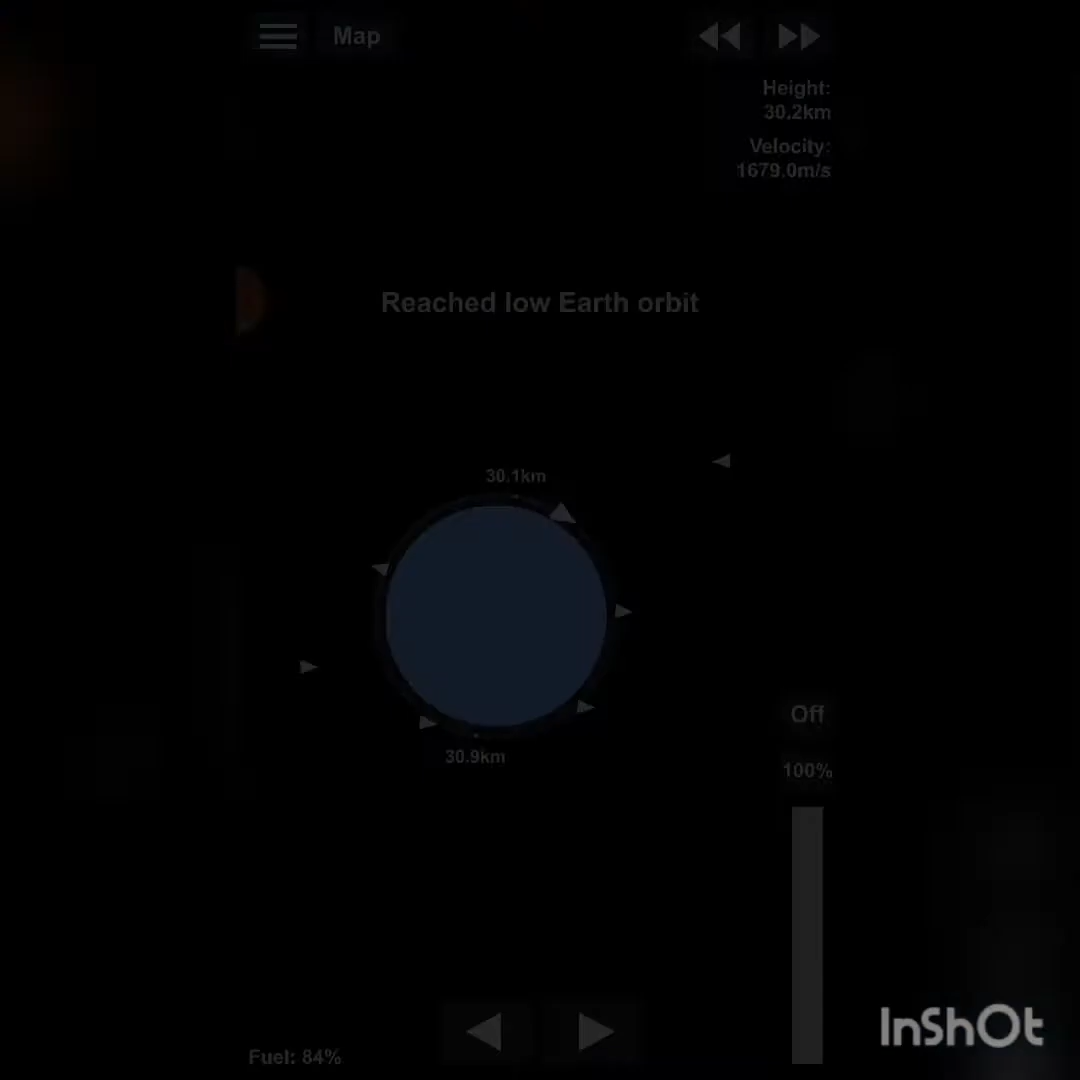 Map
Height:
30.2km
Velocity:
1679.0m/s
Reached low Earth orbit
30.1km
30.9km
Off
100%
Fuel: 84%
InShOt